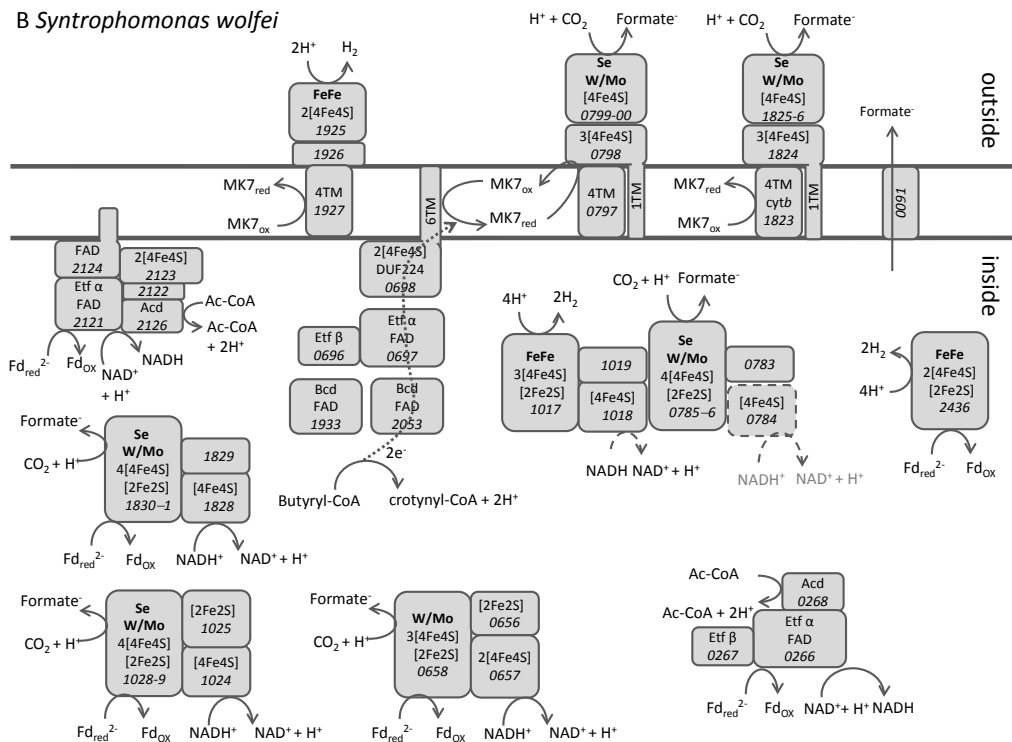 B Syntrophomonas wolfei
2H⁺ H₂
FeFe
2[4Fe4S]
1925
1926
4TM
1927
MK7red
MK7ox
H⁺ + CO₂ Formate⁻
Se
W/Mo
[4Fe4S]
0799-00
3[4Fe4S]
0798
4TM
0797
1TM
6TM
MK7ox
MK7red
H⁺ + CO₂ Formate⁻
Se
W/Mo
[4Fe4S]
1825-6
3[4Fe4S]
1824
4TM
cytb
1823
1TM
MK7red
MK7ox
Formate⁻
0091
outside
inside
FAD
2124
2[4Fe4S]
2123
2122
Etf α
FAD
2121
Acd
2126
Ac-CoA
Ac-CoA
+ 2H⁺
Fdred²⁻ FdOX
NAD⁺
+ H⁺
NADH
2[4Fe4S]
DUF224
0698
Etf β
0696
Etf α
FAD
0697
Bcd
FAD
1933
Bcd
FAD
2053
2e⁻
Butyryl-CoA crotynyl-CoA + 2H⁺
4H⁺ 2H₂
FeFe
3[4Fe4S]
[2Fe2S]
1017
1019
[4Fe4S]
1018
NADH NAD⁺ + H⁺
CO₂ + H⁺ Formate⁻
Se
W/Mo
4[4Fe4S]
[2Fe2S]
0785–6
0783
[4Fe4S]
0784
NADH⁺ NAD⁺ + H⁺
2H₂
4H⁺
FeFe
2[4Fe4S]
[2Fe2S]
2436
Fdred²⁻ FdOX
Formate⁻
CO₂ + H⁺
Se
W/Mo
4[4Fe4S]
[2Fe2S]
1830–1
1829
[4Fe4S]
1828
Fdred²⁻ FdOX NADH⁺ NAD⁺ + H⁺
Formate⁻
CO₂ + H⁺
Se
W/Mo
4[4Fe4S]
[2Fe2S]
1028-9
[2Fe2S]
1025
[4Fe4S]
1024
Fdred²⁻ FdOX NADH⁺ NAD⁺ + H⁺
Formate⁻
CO₂ + H⁺
W/Mo
3[4Fe4S]
[2Fe2S]
0658
[2Fe2S]
0656
2[4Fe4S]
0657
Fdred²⁻ FdOX NADH⁺ NAD⁺ + H⁺
Ac-CoA
Ac-CoA + 2H⁺
Acd
0268
Etf β
0267
Etf α
FAD
0266
Fdred²⁻ FdOX NAD⁺ + H⁺ NADH